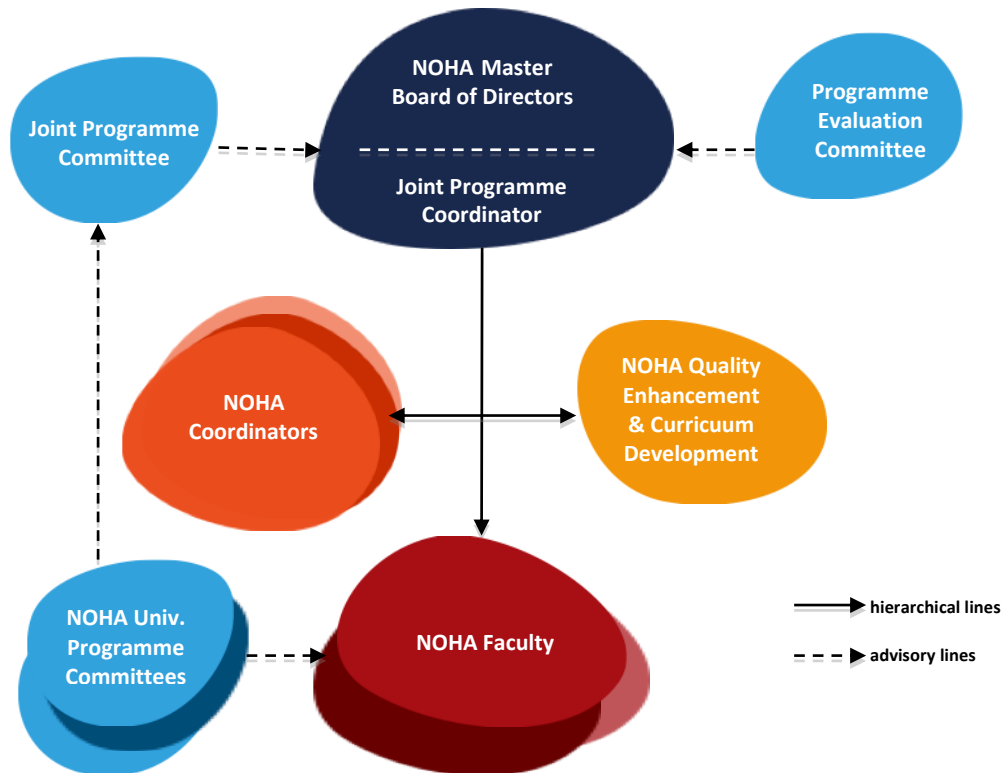 NOHA Master
Board of Directors
Joint Programme
Coordinator
Joint Programme
Committee
Programme
Evaluation
Committee
NOHA
Coordinators
NOHA Quality
Enhancement
& Curricuum
Development
NOHA Univ.
Programme
Committees
NOHA Faculty
hierarchical lines
advisory lines